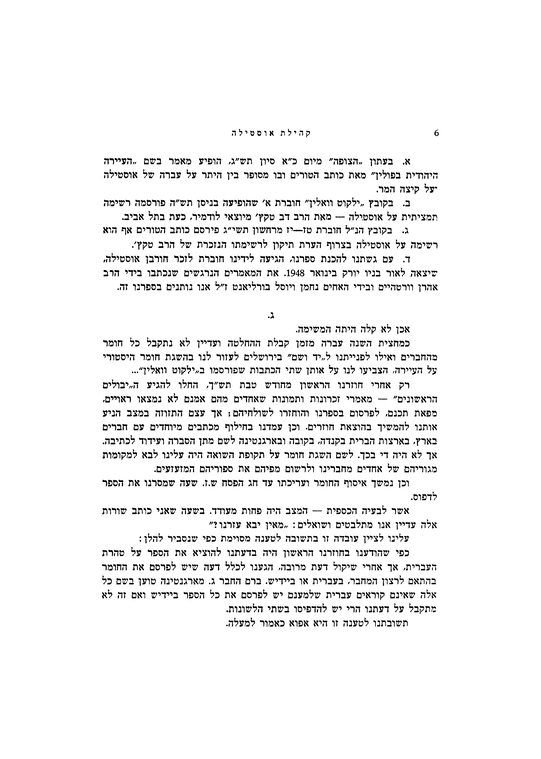 6 קהילת אוסטילה
א. בעתון „הצופה” מיום כ”א סיון תש”ג, הופיע מאמר בשם „העיירה
היהודית בפולין” מאת כותב הטורים ובו מסופר בין היתר על עברה של אוסטילה
ועל קיצה המר.
ב. בקובץ „ילקוט וואלין” חוברת א׳ שהופיעה בניסן תש”ה פורסמה רשימה
תמציתית על אוסטילה — מאת הרב דב טקץ׳ מיוצאי לודמיר, כעת בתל אביב.
ג. בקובץ הנ”ל חוברת טז—יז מרחשון תשי”ג פירסם כותב הטורים אף הוא
רשימה על אוסטילה בצרוף הערת תיקון לרשימתו הנזכרת של הרב טקץ׳.
ד. עם גשתנו להכנת ספרנו, הגיעה לידינו חוברת לזכר חורבן אוסטילה,
שיצאה לאור בניו יורק בינואר 1948. את המאמרים הנרגשים שנכתבו בידי הרב
אהרן וורטהיים ובידי האחים נחמן ויוסל בורליאנט ז”ל אנו נותנים בספרנו זה.
ג.
אכן לא קלה היתה המשימה.
כמחצית השנה עברה מזמן קבלת ההחלטה ועדיין לא נתקבל כל חומר
מהחברים ואילו לפנייתנו ל„יד ושם” בירושלים לעזור לנו בהשגת חומר היסטורי
על העיירה, הצביעו לנו על אותן שתי הכתבות שפורסמו ב„ילקוט וואלין”...
רק אחרי חוזרנו הראשון מחודש טבת תש”ך, החלו להגיע ה„יבולים
הראשונים” — מאמרי זכרונות ותמונות שאחדים מהם אמנם לא נמצאו ראויים,
מפאת תכנם, לפרסום בספרנו והוחזרו לשולחיהם; אך עצם התזוזה במצב הניע
אותנו להמשיך בהוצאת חוזרים. וכן עמדנו בחילוף מכתבים מיוחדים עם חברים
בארץ, בארצות הברית בקנדה, בקובה ובארגנטינה לשם מתן הסברה ועידוד לכתיבה.
אך לא היה די בכך. לשם השגת חומר על תקופת השואה היה עלינו לבא למקומות
מגוריהם של אחדים מחברינו ולרשום מפיהם את ספוריהם המזעזעים.
וכן נמשך איסוף החומר ועריכתו עד חג הפסח ש.ז. שעה שמסרנו את הספר
לדפוס.
אשר לבעיה הכספית — המצב היה פחות מעודד. בשעה שאני כותב שורות
אלה עדיין אנו מתלבטים ושואלים: „מאין יבא עזרנו?”
עלינו לציין עובדה זו בתשובה לטענה מסוימת כפי שנסביר להלן:
כפי שהודענו בחוזרנו הראשון היה בדעתנו להוציא את הספר על טהרת
העברית, אך אחרי שיקול דעת מרובה, הגענו לכלל דעה שיש לפרסם את החומר
בהתאם לרצון המחבר, בעברית או ביידיש. ברם החבר ג. מארגנטינה טוען בשם כל
אלה שאינם קוראים עברית שלמענם יש לפרסם את כל הספר ביידיש ואם זה לא
מתקבל על דעתנו הרי יש להדפיסו בשתי הלשונות.
תשובתנו לטענה זו היא אפוא כאמור למעלה.